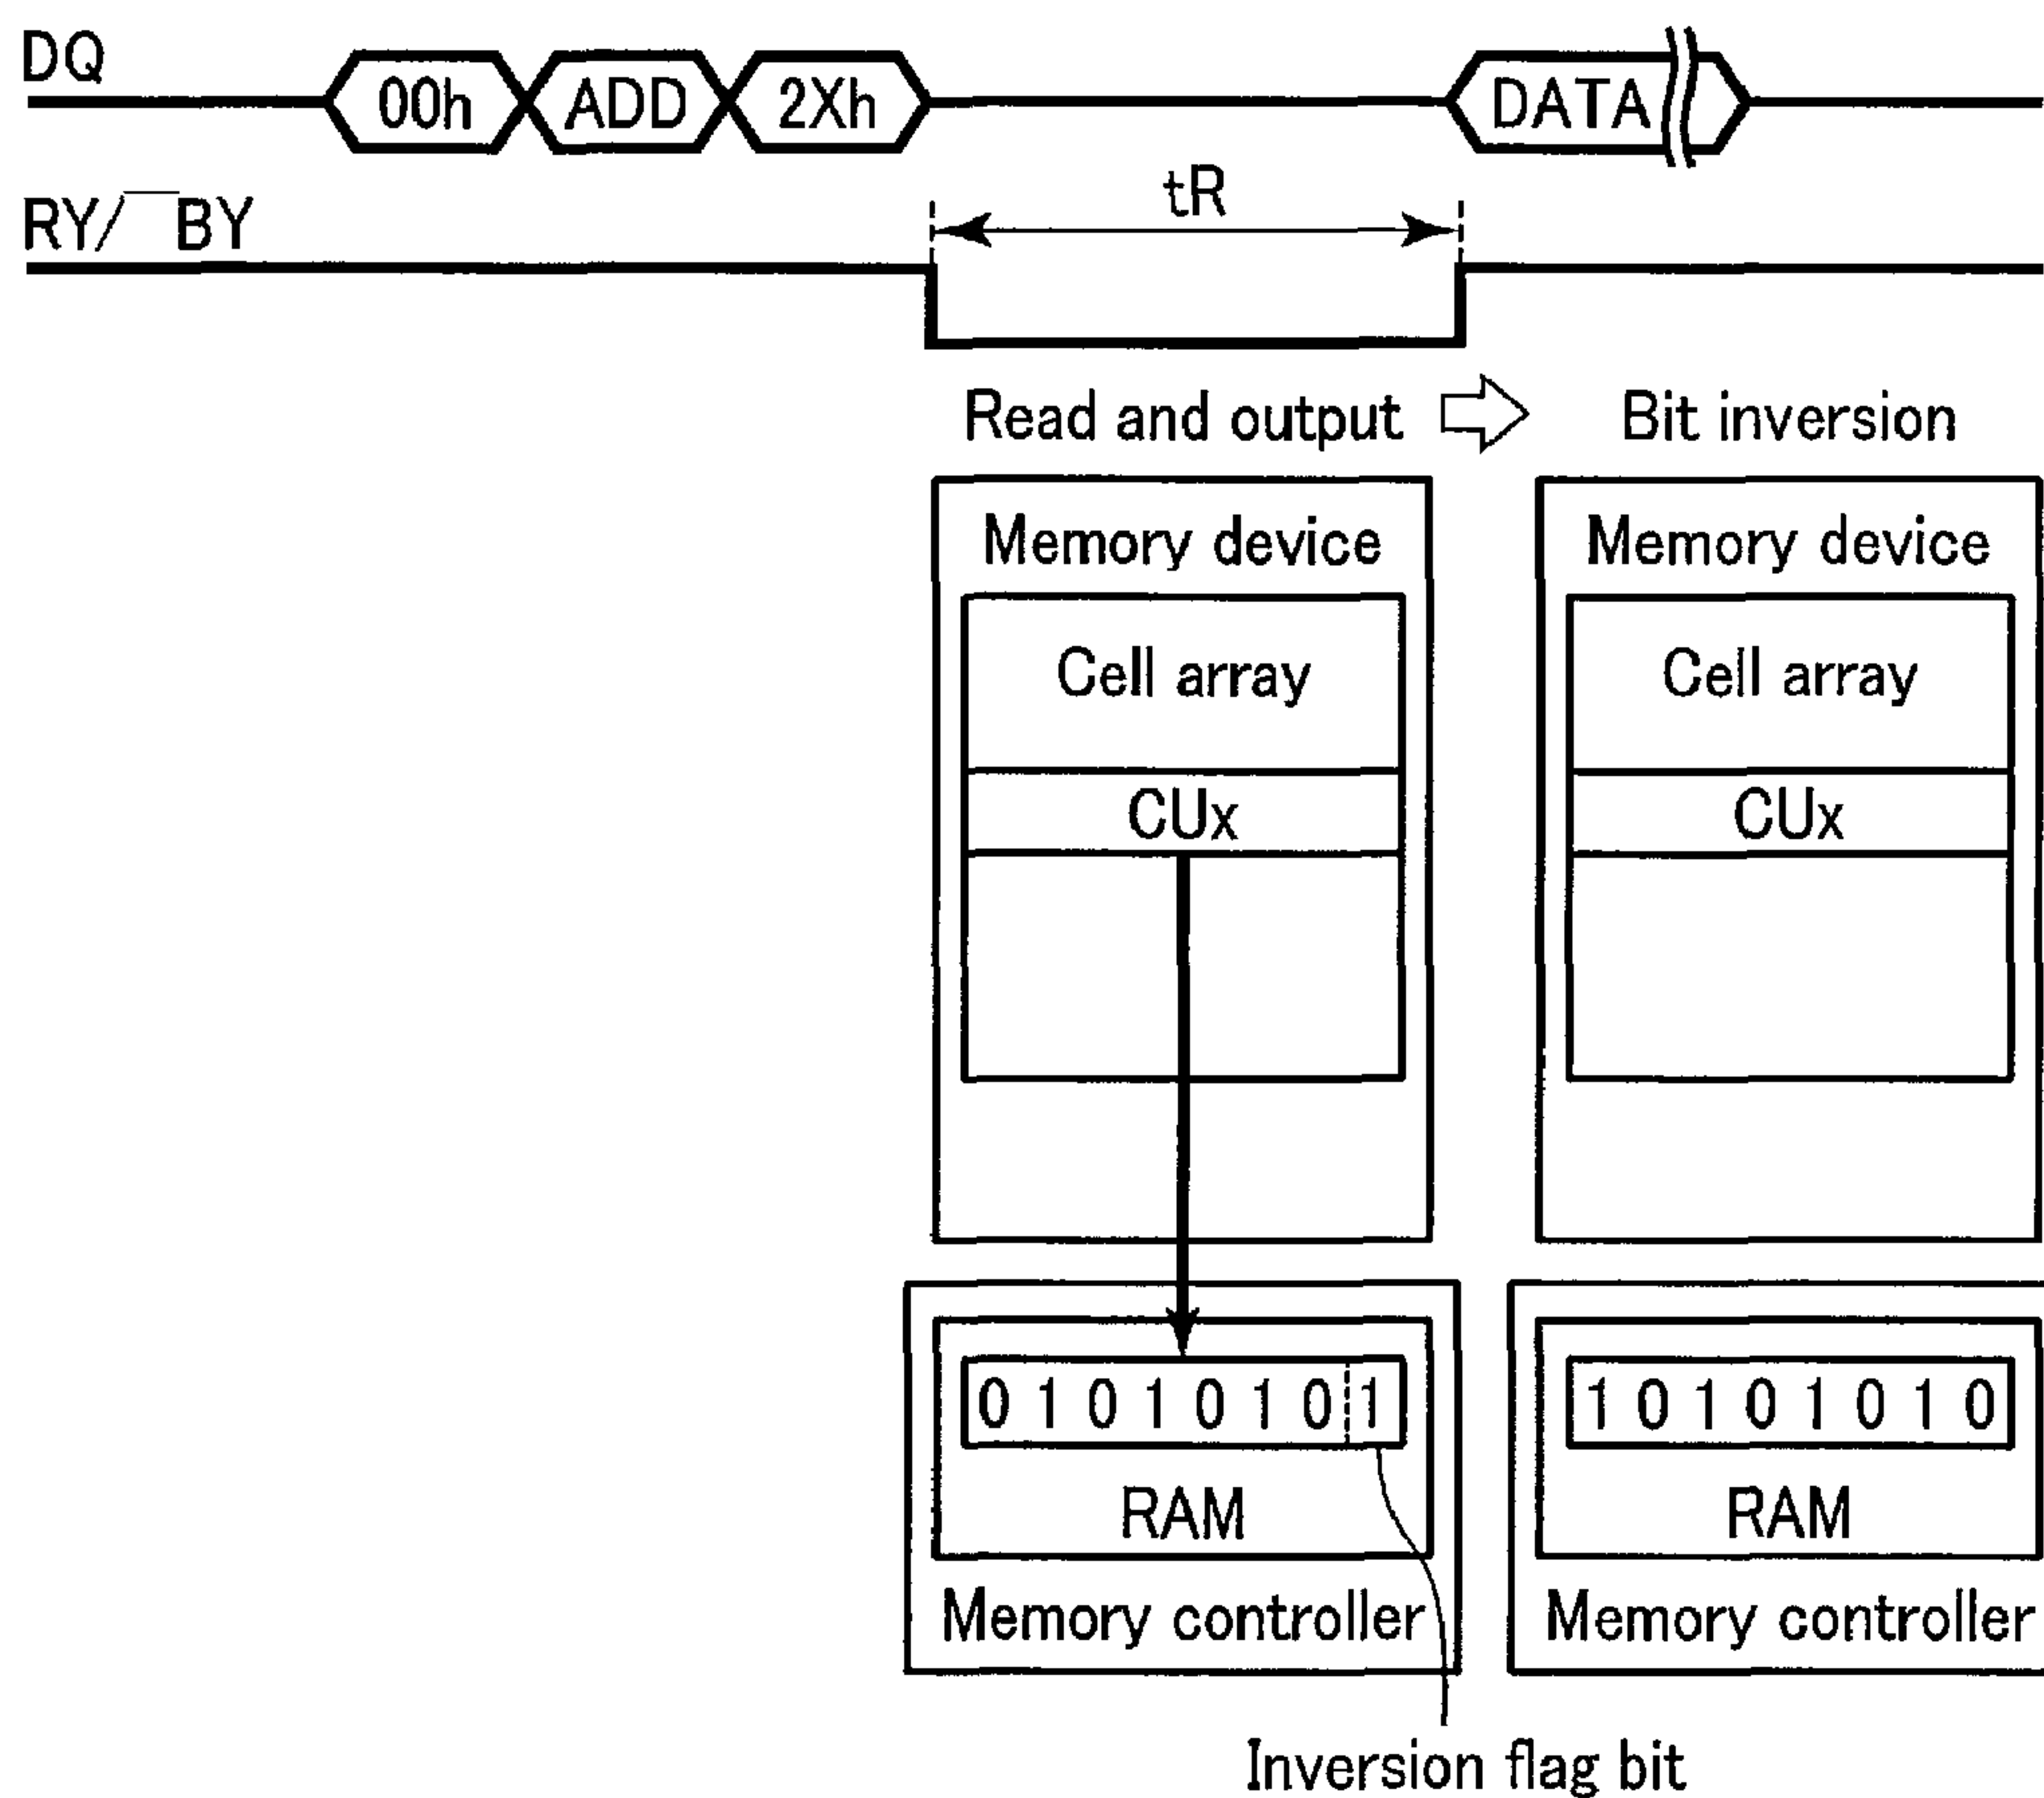 DQ
00h ADD 2Xh DATA
tR
RY/B̅Y̅
Read and output Bit inversion
Memory device Memory device
Cell array Cell array
CUx CUx
0 1 0 1 0 1 0 1 1 0 1 0 1 0 1 0
RAM RAM
Memory controller Memory controller
Inversion flag bit